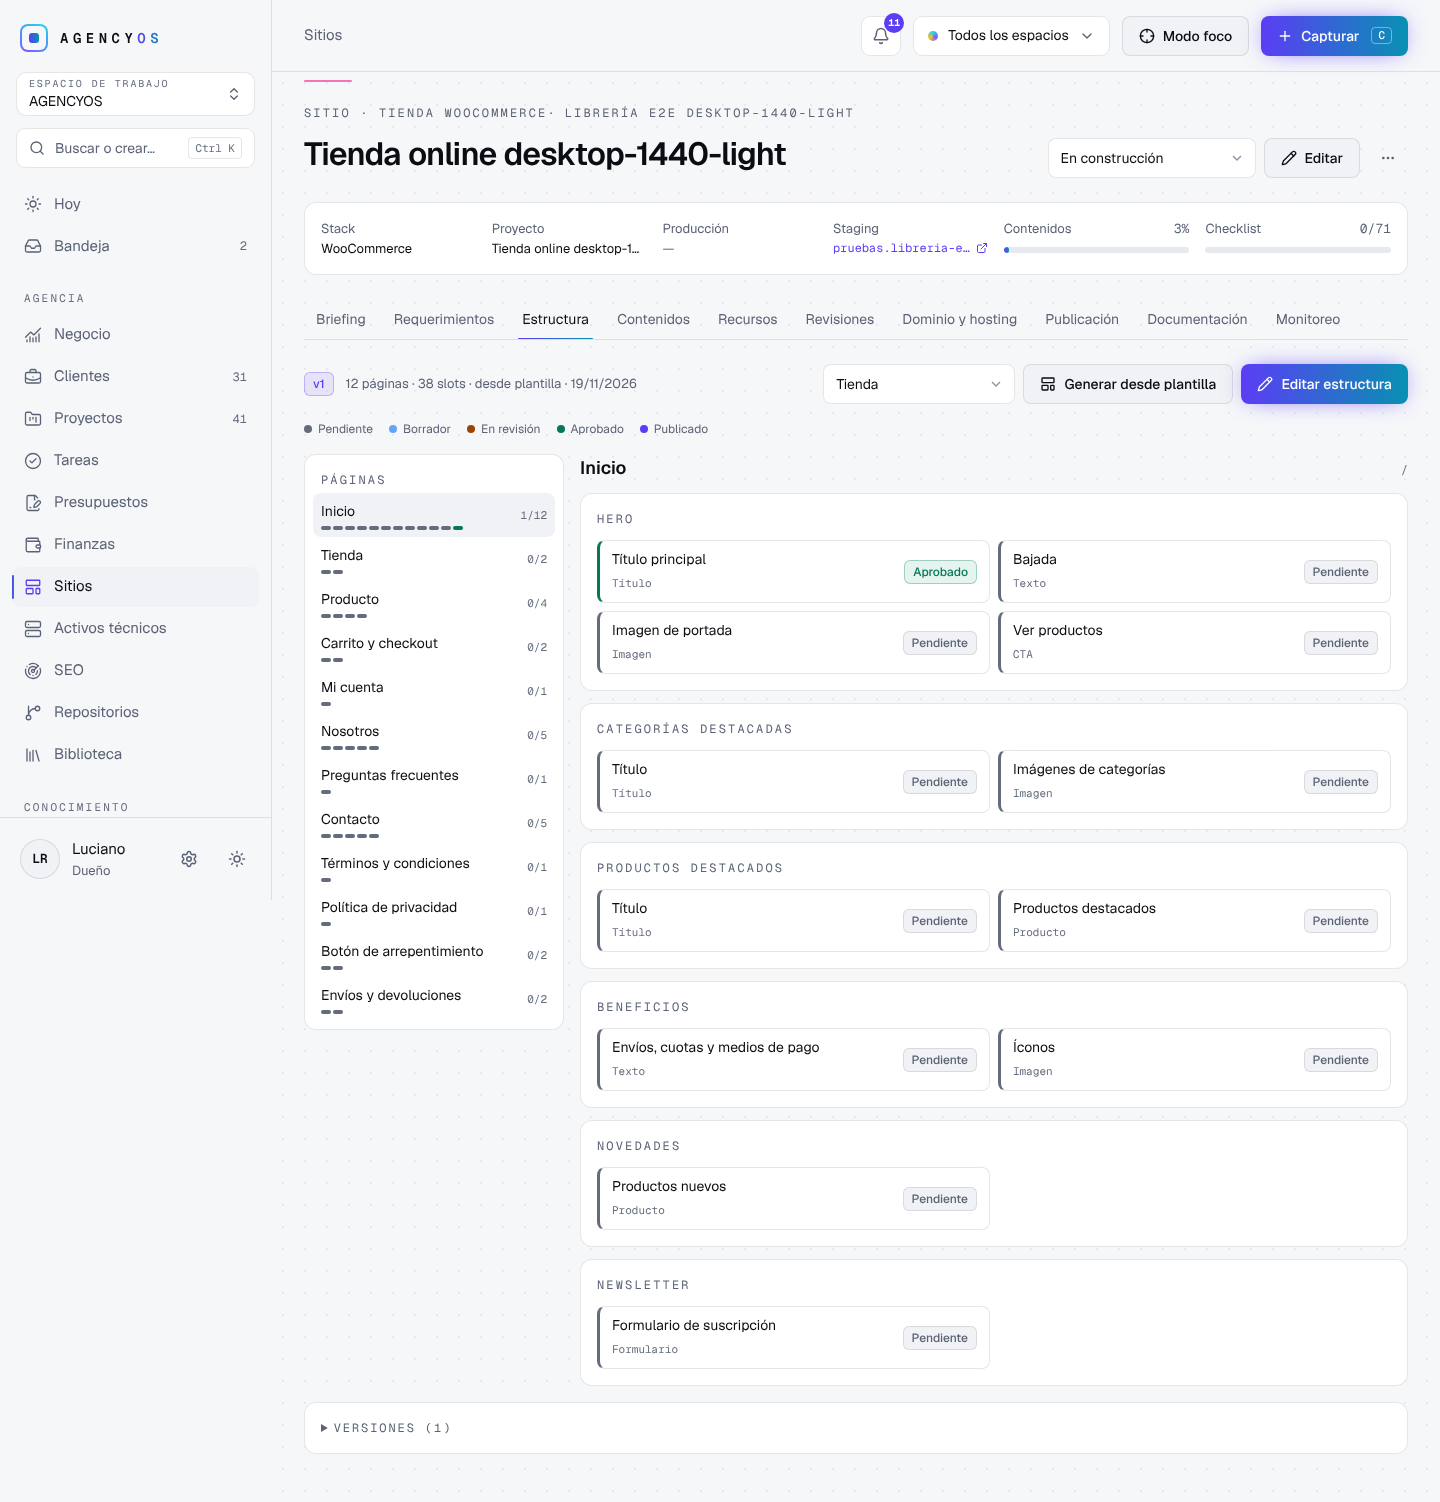 AGENCYOS
ESPACIO DE TRABAJO
AGENCYOS
Buscar o crear…
Ctrl K
Hoy
Bandeja 2
AGENCIA
Negocio
Clientes 31
Proyectos 41
Tareas
Presupuestos
Finanzas
Sitios
Activos técnicos
SEO
Repositorios
Biblioteca
CONOCIMIENTO
LR
Luciano
Dueño
Sitios
11
Todos los espacios
Modo foco
Capturar C
SITIO · TIENDA WOOCOMMERCE· LIBRERÍA E2E DESKTOP-1440-LIGHT
Tienda online desktop-1440-light
En construcción
Editar
Stack
WooCommerce
Proyecto
Tienda online desktop-1…
Producción
—
Staging
pruebas.libreria-e…
Contenidos 3%
Checklist 0/71
Briefing
Requerimientos
Estructura
Contenidos
Recursos
Revisiones
Dominio y hosting
Publicación
Documentación
Monitoreo
v1
12 páginas · 38 slots · desde plantilla · 19/11/2026
Tienda
Generar desde plantilla
Editar estructura
Pendiente
Borrador
En revisión
Aprobado
Publicado
PÁGINAS
Inicio 1/12
Tienda 0/2
Producto 0/4
Carrito y checkout 0/2
Mi cuenta 0/1
Nosotros 0/5
Preguntas frecuentes 0/1
Contacto 0/5
Términos y condiciones 0/1
Política de privacidad 0/1
Botón de arrepentimiento 0/2
Envíos y devoluciones 0/2
Inicio /
HERO
Título principal
Título
Aprobado
Bajada
Texto
Pendiente
Imagen de portada
Imagen
Pendiente
Ver productos
CTA
Pendiente
CATEGORÍAS DESTACADAS
Título
Título
Pendiente
Imágenes de categorías
Imagen
Pendiente
PRODUCTOS DESTACADOS
Título
Título
Pendiente
Productos destacados
Producto
Pendiente
BENEFICIOS
Envíos, cuotas y medios de pago
Texto
Pendiente
Íconos
Imagen
Pendiente
NOVEDADES
Productos nuevos
Producto
Pendiente
NEWSLETTER
Formulario de suscripción
Formulario
Pendiente
VERSIONES (1)